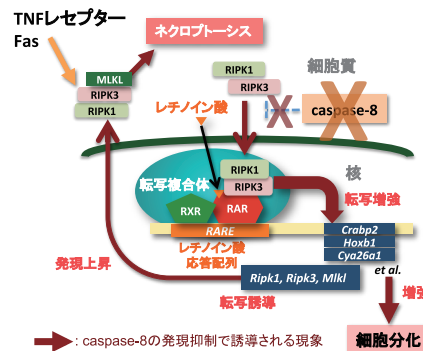 TNFレセプター
Fas
ネクロプトーシス
MLKL
RIPK3
RIPK1
RIPK1
RIPK3
細胞質
caspase-8
レチノイン酸
RIPK1
RIPK3
核
転写複合体
転写増強
RXR
RAR
RARE
レチノイン酸
応答配列
Crabp2
Hoxb1
Cya26a1
et al.
発現上昇
Ripk1, Ripk3, Mlkl
転写誘導
増強
細胞分化
: caspase-8の発現抑制で誘導される現象